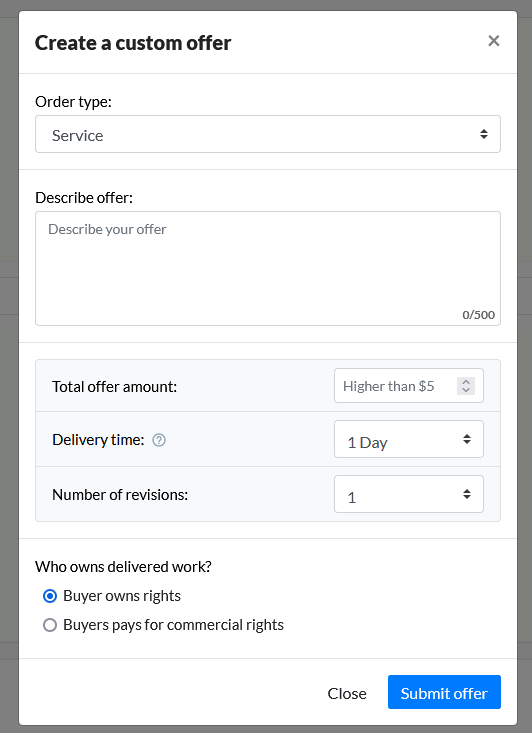 Create a custom offer ×
Order type:
Service
Describe offer:
Describe your offer
0/500
Total offer amount: Higher than $5
Delivery time: ? 1 Day
Number of revisions: 1
Who owns delivered work?
Buyer owns rights
Buyers pays for commercial rights
Close Submit offer